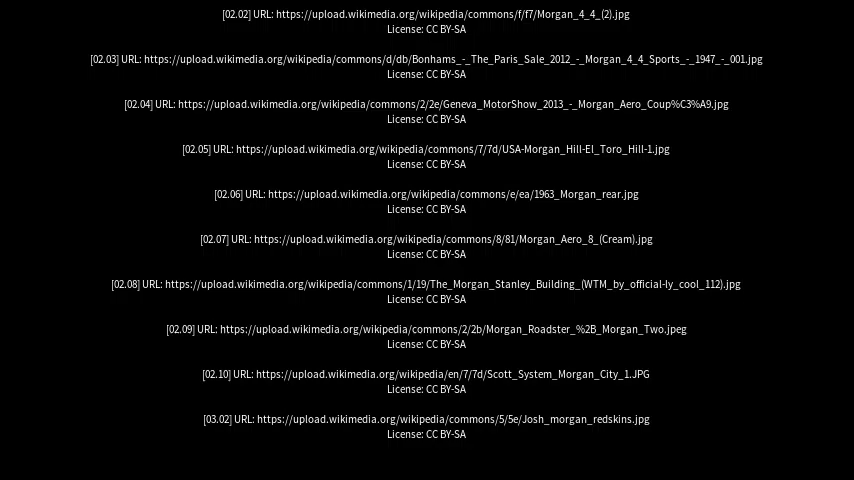 [02.02] URL: https://upload.wikimedia.org/wikipedia/commons/f/f7/Morgan_4_4_(2).jpg
License: CC BY-SA
[02.03] URL: https://upload.wikimedia.org/wikipedia/commons/d/db/Bonhams_-_The_Paris_Sale_2012_-_Morgan_4_4_Sports_-_1947_-_001.jpg
License: CC BY-SA
[02.04] URL: https://upload.wikimedia.org/wikipedia/commons/2/2e/Geneva_MotorShow_2013_-_Morgan_Aero_Coup%C3%A9.jpg
License: CC BY-SA
[02.05] URL: https://upload.wikimedia.org/wikipedia/commons/7/7d/USA-Morgan_Hill-El_Toro_Hill-1.jpg
License: CC BY-SA
[02.06] URL: https://upload.wikimedia.org/wikipedia/commons/e/ea/1963_Morgan_rear.jpg
License: CC BY-SA
[02.07] URL: https://upload.wikimedia.org/wikipedia/commons/8/81/Morgan_Aero_8_(Cream).jpg
License: CC BY-SA
[02.08] URL: https://upload.wikimedia.org/wikipedia/commons/1/19/The_Morgan_Stanley_Building_(WTM_by_official-ly_cool_112).jpg
License: CC BY-SA
[02.09] URL: https://upload.wikimedia.org/wikipedia/commons/2/2b/Morgan_Roadster_%2B_Morgan_Two.jpeg
License: CC BY-SA
[02.10] URL: https://upload.wikimedia.org/wikipedia/en/7/7d/Scott_System_Morgan_City_1.JPG
License: CC BY-SA
[03.02] URL: https://upload.wikimedia.org/wikipedia/commons/5/5e/Josh_morgan_redskins.jpg
License: CC BY-SA